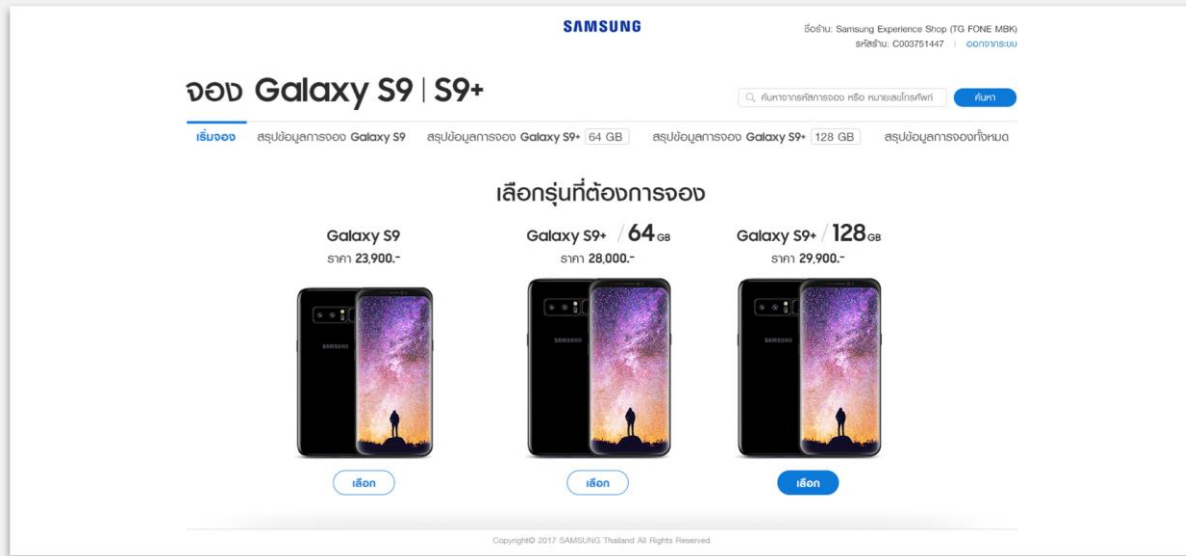 SAMSUNG
ชื่อร้าน: Samsung Experience Shop (TG FONE MBK)
รหัสร้าน: C003751447 | ออกจากระบบ
จอง Galaxy S9 | S9+
ค้นหาจากรหัสการจอง หรือ หมายเลขโทรศัพท์ ค้นหา
เริ่มจอง สรุปข้อมูลการจอง Galaxy S9 สรุปข้อมูลการจอง Galaxy S9+ 64 GB สรุปข้อมูลการจอง Galaxy S9+ 128 GB สรุปข้อมูลการจองทั้งหมด
เลือกรุ่นที่ต้องการจอง
Galaxy S9 Galaxy S9+ / 64 GB Galaxy S9+ / 128 GB
ราคา 23,900.- ราคา 28,000.- ราคา 29,900.-
SAMSUNG SAMSUNG SAMSUNG
เลือก เลือก เลือก
Copyright© 2017 SAMSUNG Thailand All Rights Reserved